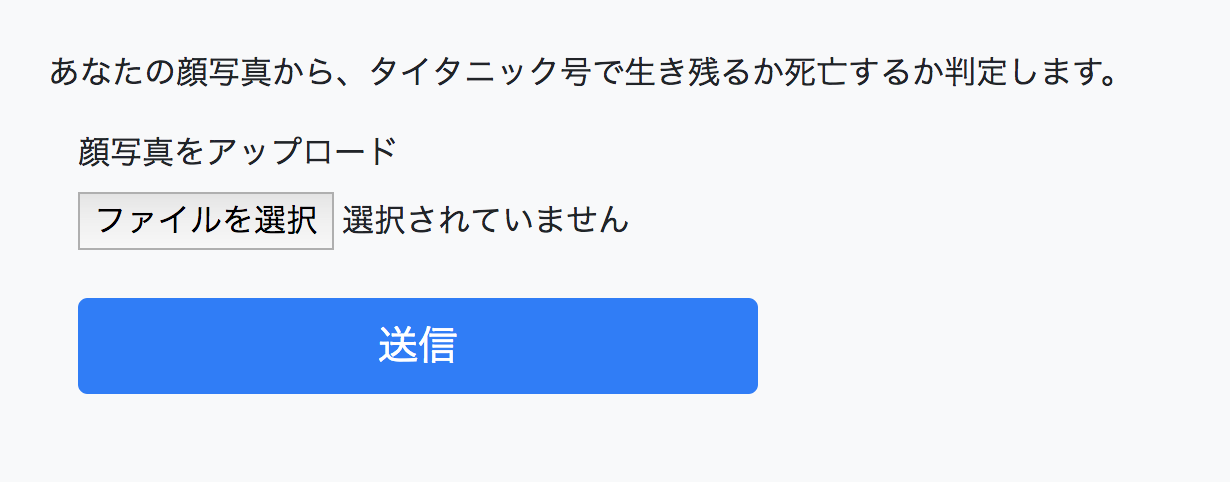 あなたの顔写真から、タイタニック号で生き残るか死亡するか判定します。
顔写真をアップロード
ファイルを選択 選択されていません
送信